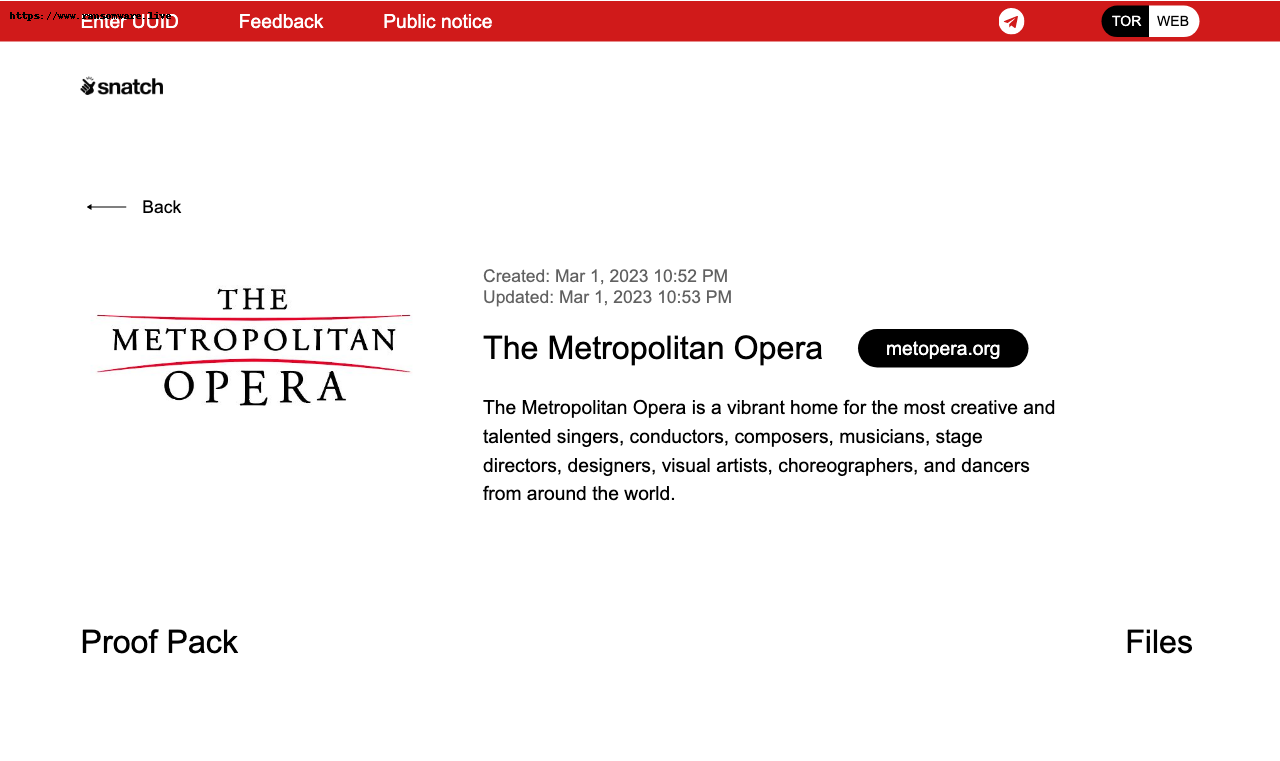 https://www.ransomware.live
Enter UUID
Feedback
Public notice
TOR
WEB
snatch
Back
THE
METROPOLITAN
OPERA
Created: Mar 1, 2023 10:52 PM
Updated: Mar 1, 2023 10:53 PM
The Metropolitan Opera
metopera.org
The Metropolitan Opera is a vibrant home for the most creative and
talented singers, conductors, composers, musicians, stage
directors, designers, visual artists, choreographers, and dancers
from around the world.
Proof Pack
Files